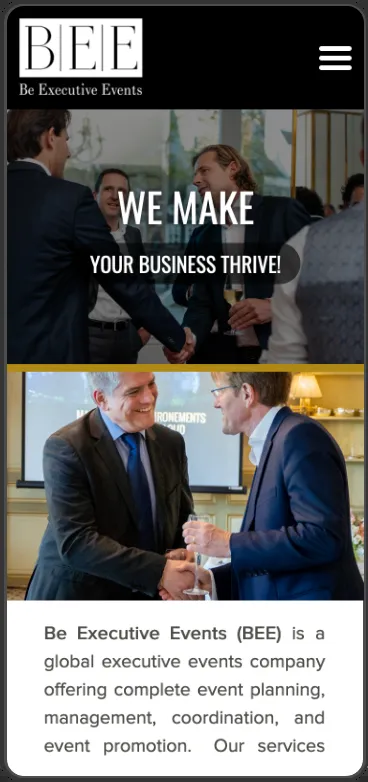 B|E|E
Be Executive Events
WE MAKE
YOUR BUSINESS THRIVE!
Be Executive Events (BEE) is a
global executive events company
offering complete event planning,
management, coordination, and
event promotion. Our services